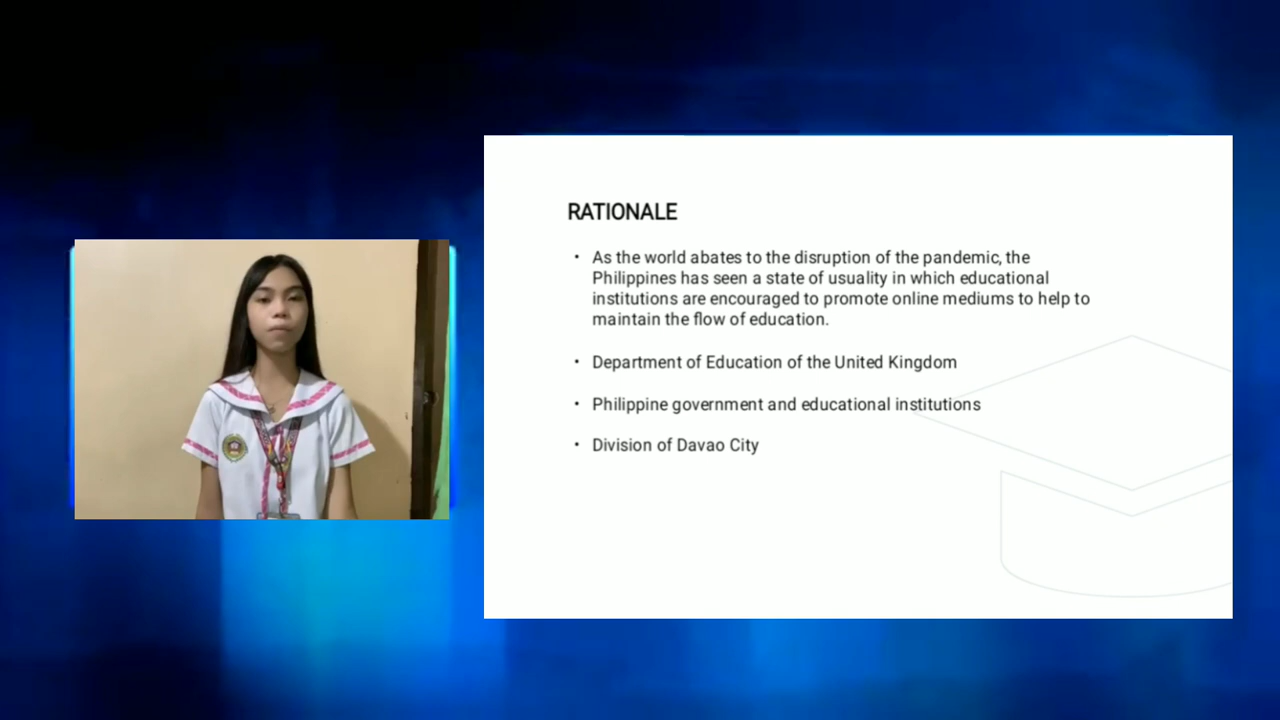 RATIONALE
• As the world abates to the disruption of the pandemic, the
Philippines has seen a state of usuality in which educational
institutions are encouraged to promote online mediums to help to
maintain the flow of education.
• Department of Education of the United Kingdom
• Philippine government and educational institutions
• Division of Davao City